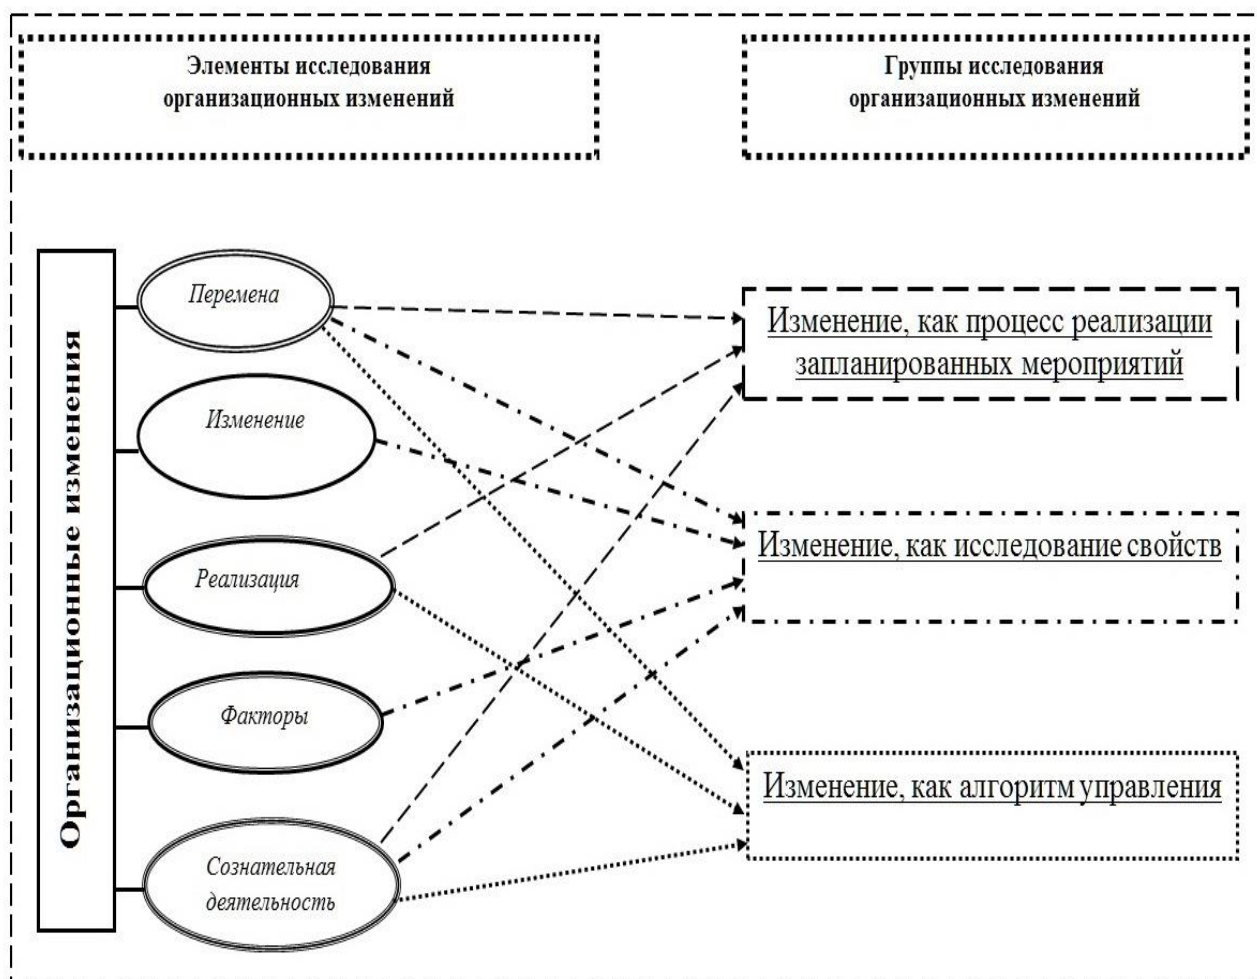 Элементы исследования
организационных изменений
Группы исследования
организационных изменений
Организационные изменения
Перемена
Изменение
Реализация
Факторы
Сознательная
деятельность
Изменение, как процесс реализации
запланированных мероприятий
Изменение, как исследование свойств
Изменение, как алгоритм управления